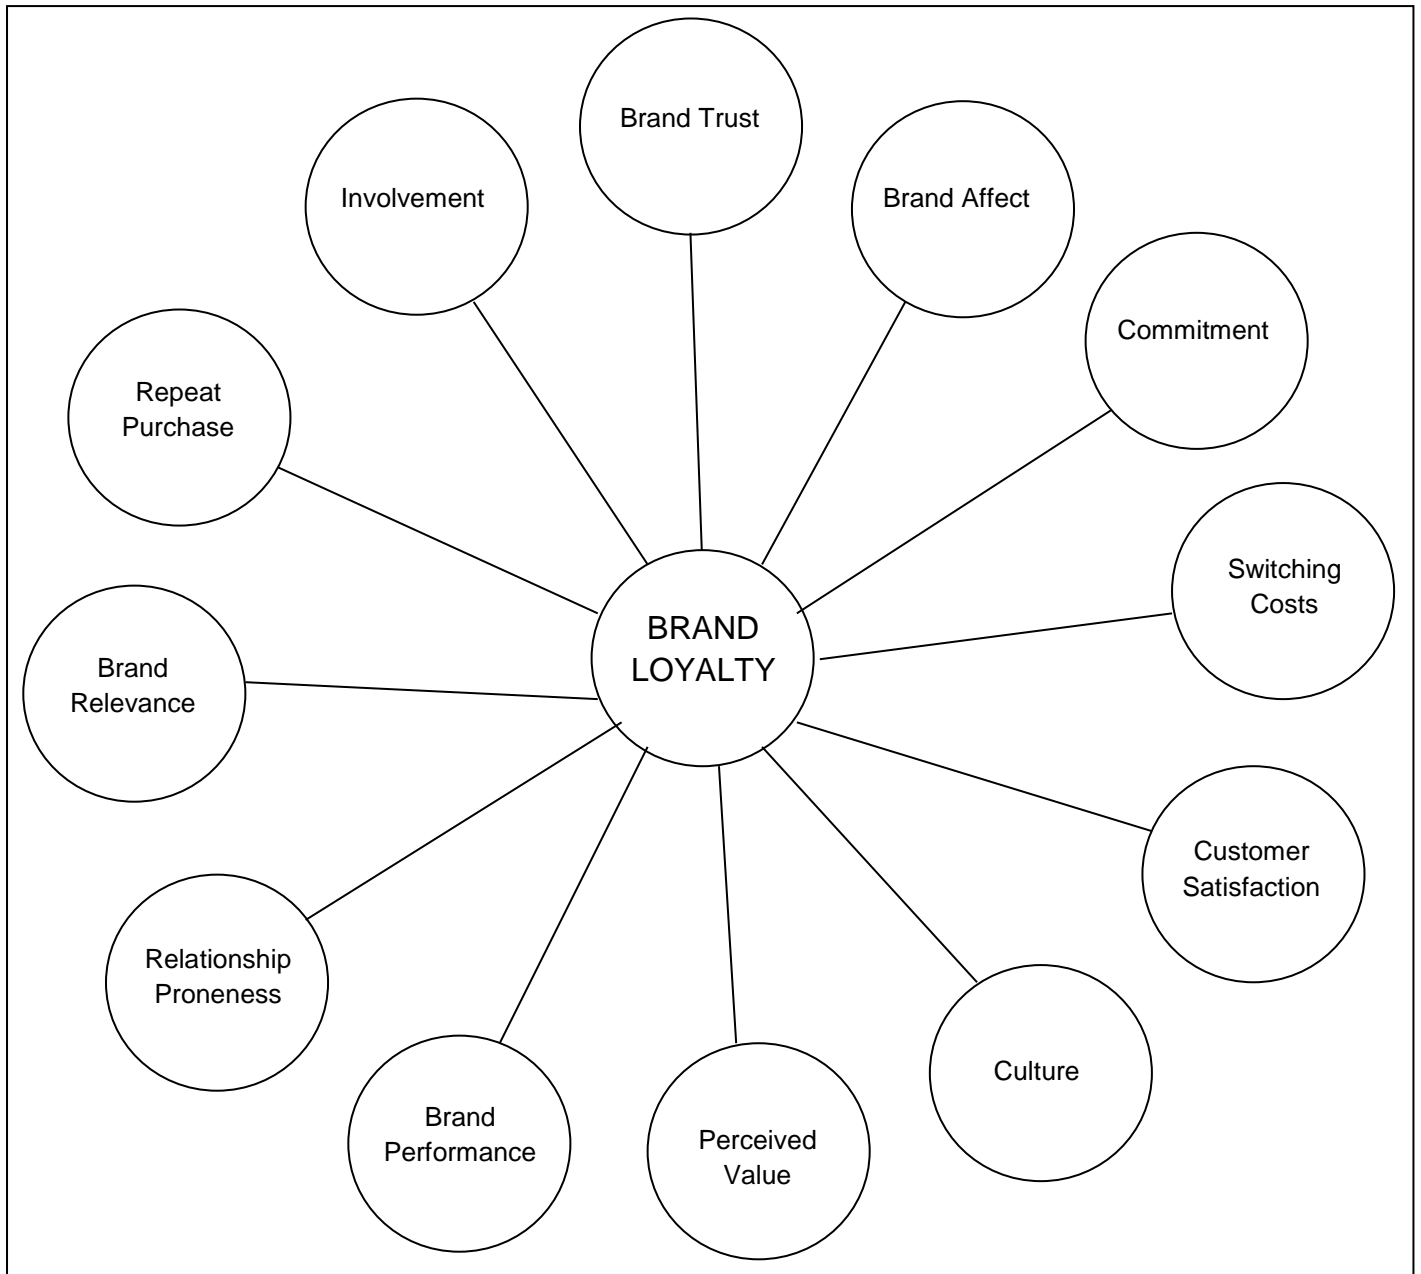 Brand Trust
Involvement
Brand Affect
Commitment
Repeat
Purchase
Switching
Costs
BRAND
LOYALTY
Brand
Relevance
Customer
Satisfaction
Relationship
Proneness
Culture
Brand
Performance
Perceived
Value